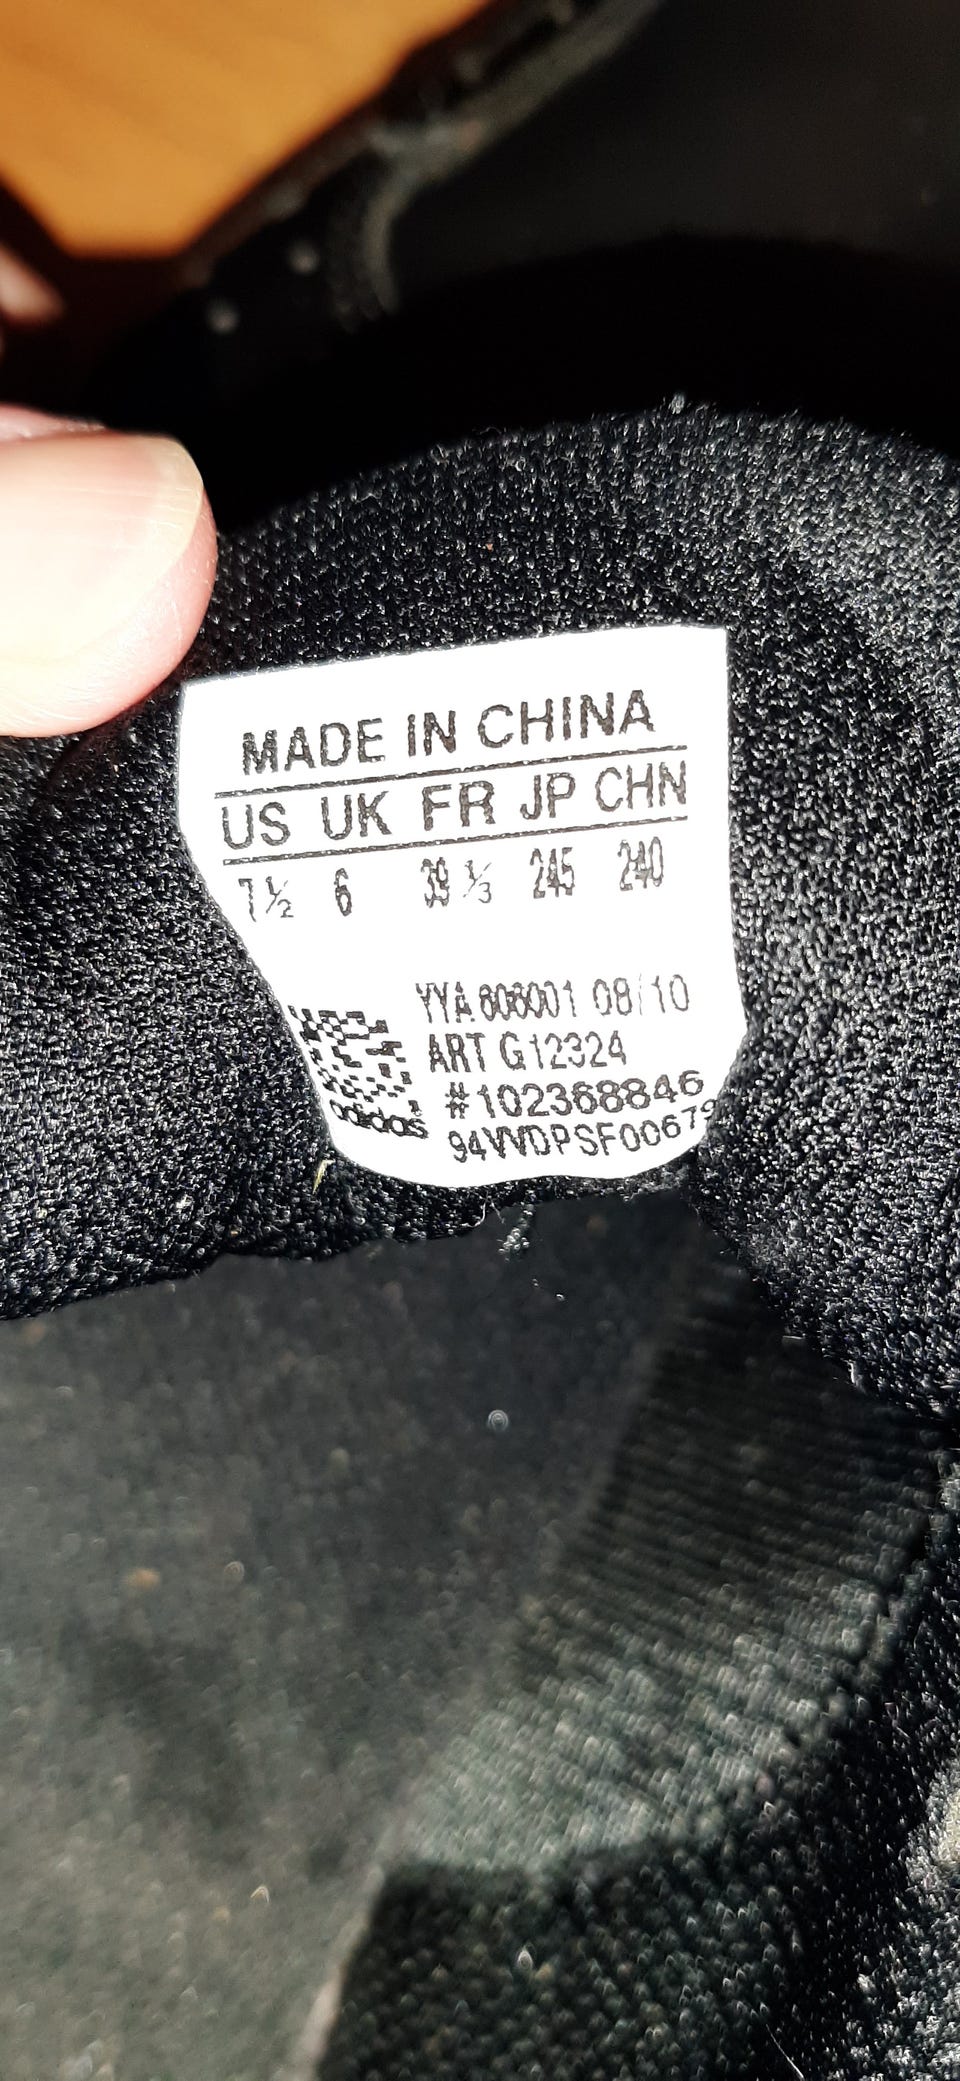 MADE IN CHINA
US UK FR JP CHN
7½ 6 39⅓ 245 240
YYA 606001 08/10
ART G12324
#102368846
adidas
94VVDPSF00679